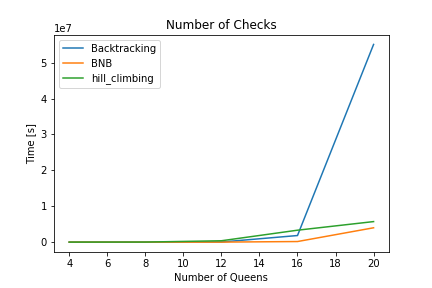 Number of Checks
1e7
Backtracking
BNB
hill_climbing
Time [s]
5
4
3
2
1
0
4 6 8 10 12 14 16 18 20
Number of Queens